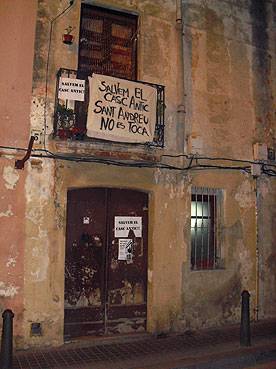 SALVEM EL
CASC ANTIC
SANT ANDREU
NO ES TOCA
SALVEM EL
CASC ANTIC!
SALVEM EL
CASC ANTIC!